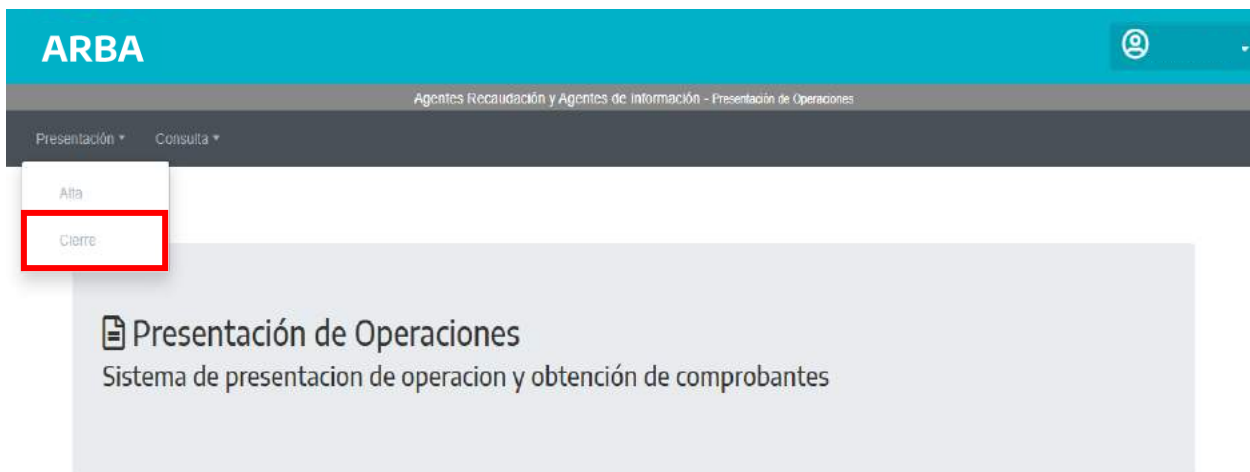 ARBA
Agentes Recaudación y Agentes de Información - Presentación de Operaciones
Presentación Consulta
Alta
Cierre
Presentación de Operaciones
Sistema de presentacion de operacion y obtención de comprobantes